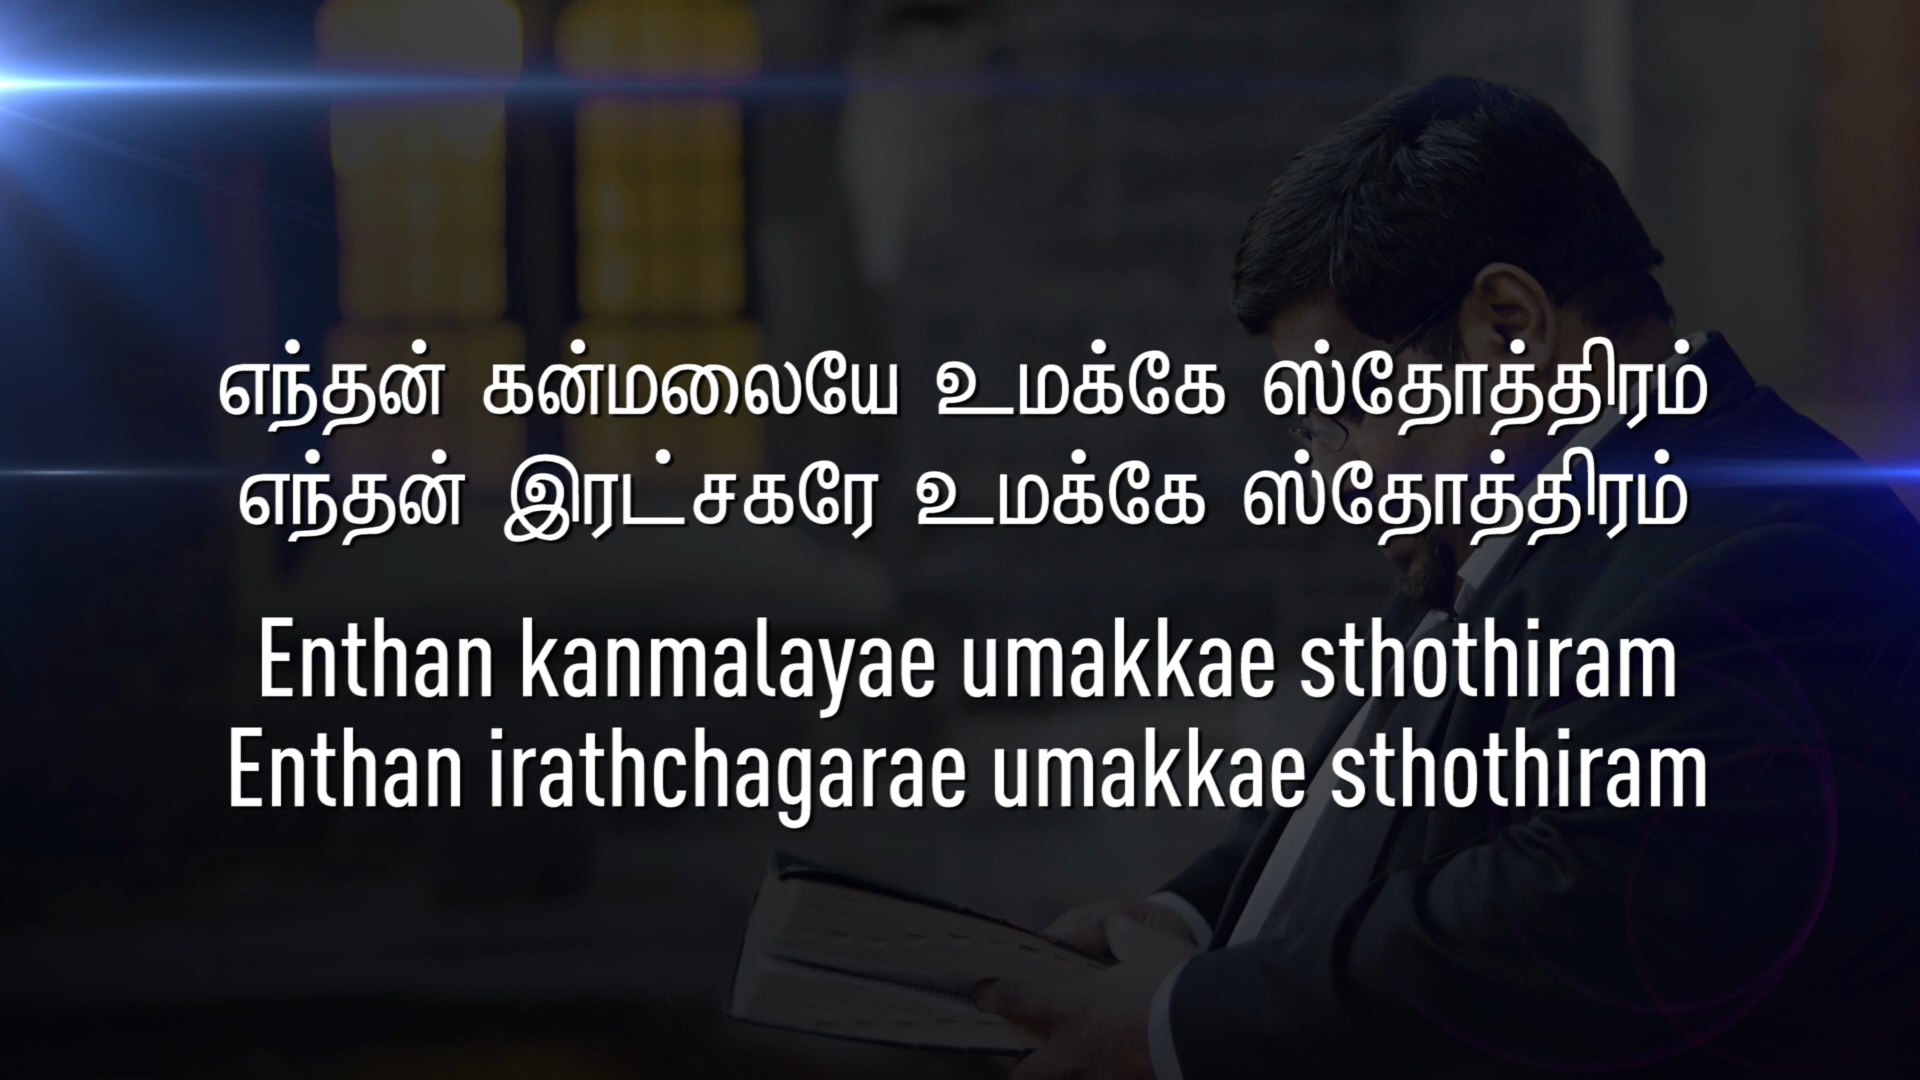 எந்தன் கன்மலையே உமக்கே ஸ்தோத்திரம்
எந்தன் இரட்சகரே உமக்கே ஸ்தோத்திரம்
Enthan kanmalayae umakkae sthothiram
Enthan irathchagarae umakkae sthothiram